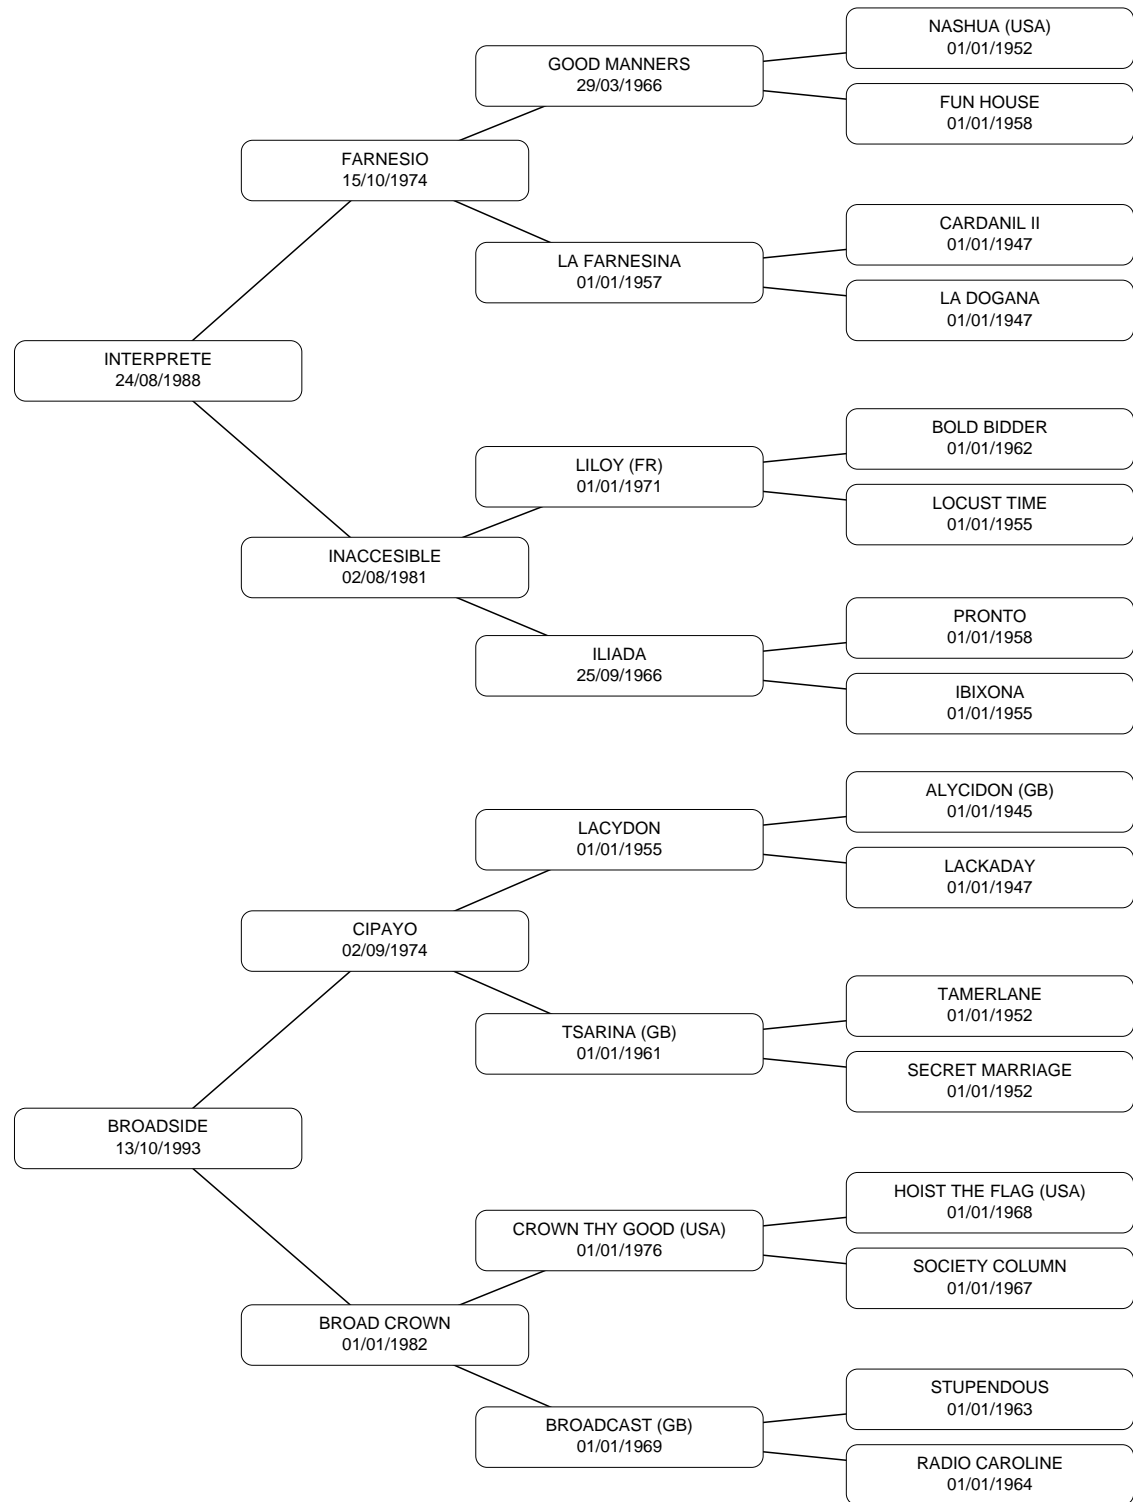 NASHUA (USA)
01/01/1952
GOOD MANNERS
29/03/1966
FUN HOUSE
01/01/1958
FARNESIO
15/10/1974
CARDANIL II
01/01/1947
LA FARNESINA
01/01/1957
LA DOGANA
01/01/1947
INTERPRETE
24/08/1988
BOLD BIDDER
01/01/1962
LILOY (FR)
01/01/1971
LOCUST TIME
01/01/1955
INACCESIBLE
02/08/1981
PRONTO
01/01/1958
ILIADA
25/09/1966
IBIXONA
01/01/1955
ALYCIDON (GB)
01/01/1945
LACYDON
01/01/1955
LACKADAY
01/01/1947
CIPAYO
02/09/1974
TAMERLANE
01/01/1952
TSARINA (GB)
01/01/1961
SECRET MARRIAGE
01/01/1952
BROADSIDE
13/10/1993
HOIST THE FLAG (USA)
01/01/1968
CROWN THY GOOD (USA)
01/01/1976
SOCIETY COLUMN
01/01/1967
BROAD CROWN
01/01/1982
STUPENDOUS
01/01/1963
BROADCAST (GB)
01/01/1969
RADIO CAROLINE
01/01/1964